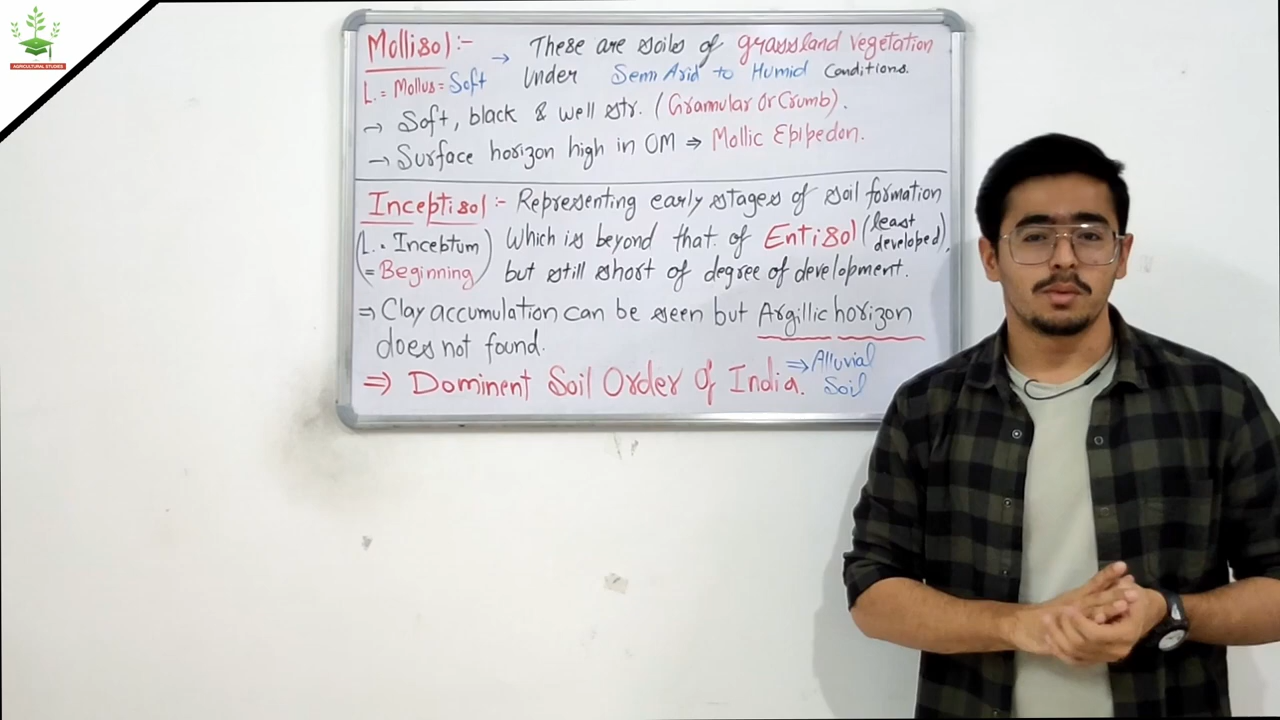 AGRICULTURAL STUDIES
Mollisol :- → These are soils of grassland vegetation
L. = Mollus = Soft Under Semi Arid to Humid Conditions.
→ Soft, black & well str. (Granular Or Crumb).
→ Surface horizon high in OM ⇒ Mollic Epipedon.
Inceptisol :- Representing early stages of soil formation
(L. = Inceptum Which is beyond that of Entisol (least developed),
= Beginning) but still short of degree of development.
⇒ Clay accumulation can be seen but Argillic horizon
does not found.
⇒ Dominent Soil Order Of India. ⇒ Alluvial
Soil